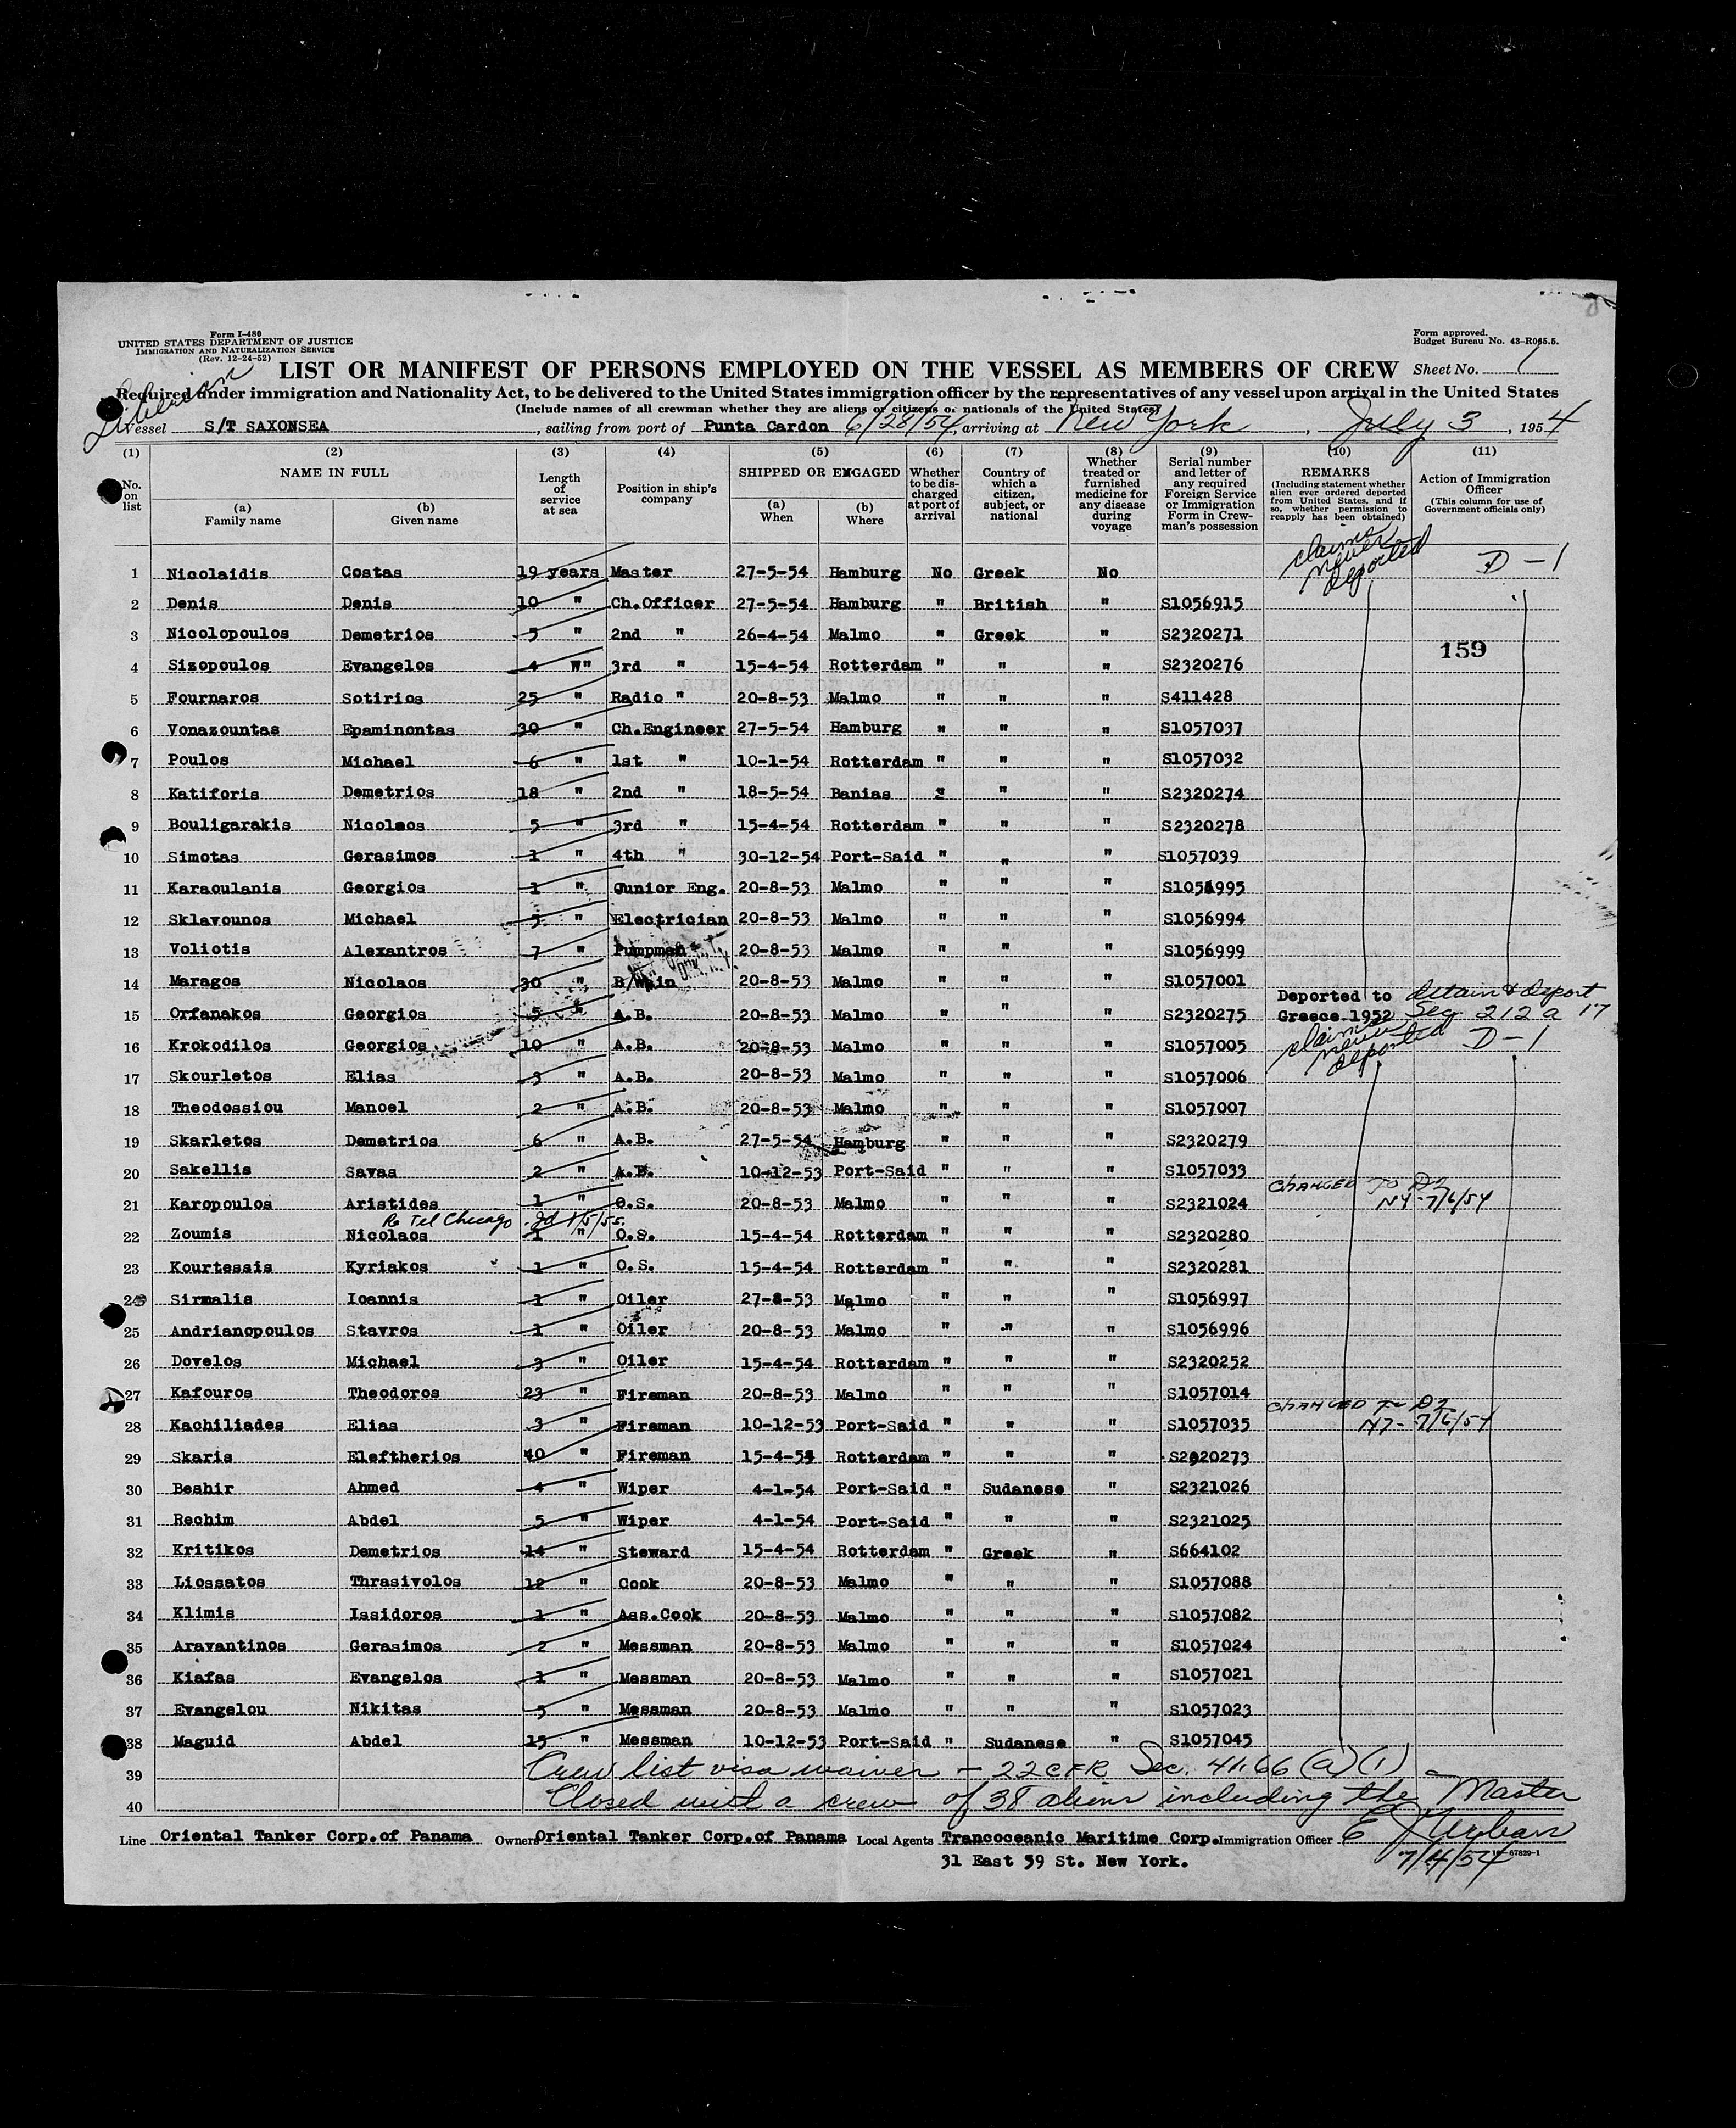 Form I-480
UNITED STATES DEPARTMENT OF JUSTICE
IMMIGRATION AND NATURALIZATION SERVICE
(Rev. 12-24-52)
Form approved.
Budget Bureau No. 43-R065.5.
LIST OR MANIFEST OF PERSONS EMPLOYED ON THE VESSEL AS MEMBERS OF CREW Sheet No. 1
Required under immigration and Nationality Act, to be delivered to the United States immigration officer by the representatives of any vessel upon arrival in the United States
(Include names of all crewman whether they are aliens or citizens or nationals of the United States)
Liberian
Vessel S/T SAXONSEA, sailing from port of Punta Cardon 6/28/54, arriving at New York, July 3, 1954
(1) (2) (3) (4) (5) (6) (7) (8) (9) (10) (11)
No. on list NAME IN FULL (a) Family name (b) Given name Length of service at sea Position in ship's company SHIPPED OR ENGAGED (a) When (b) Where Whether to be discharged at port of arrival Country of which a citizen, subject, or national Whether treated or furnished medicine for any disease during voyage Serial number and letter of any required Foreign Service or Immigration Form in Crewman's possession REMARKS (Including statement whether alien ever ordered deported from United States, and if so, whether permission to reapply has been obtained) Action of Immigration Officer (This column for use of Government officials only)
1 Nicolaidis Costas 19 years Master 27-5-54 Hamburg No Greek No claims never deported D-1
2 Denis Denis 10 " Ch.Officer 27-5-54 Hamburg " British " S1056915
3 Nicolopoulos Demetrios 5 " 2nd " 26-4-54 Malmo " Greek " S2320271
159
4 Sizopoulos Evangelos 4 " 3rd " 15-4-54 Rotterdam " " " S2320276
5 Fournaros Sotirios 25 " Radio " 20-8-53 Malmo " " " S411428
6 Vonazountas Epaminontas 30 " Ch.Engineer 27-5-54 Hamburg " " " S1057037
7 Poulos Michael 6 " 1st " 10-1-54 Rotterdam " " " S1057032
8 Katiforis Demetrios 18 " 2nd " 18-5-54 Banias " " " S2320274
9 Bouligarakis Nicolaos 5 " 3rd " 15-4-54 Rotterdam " " " S2320278
10 Simotas Gerasimos 1 " 4th " 30-12-54 Port-Said " " " S1057039
11 Karaoulanis Georgios 1 " Gunior Eng. 20-8-53 Malmo " " "
12 Sklavounos Michael 5 " Electrician 20-8-53 Malmo " " " S1056994
13 Voliotis Alexantros 7 " Pumpman 20-8-53 Malmo " " " S1056999
14 Maragos Nicolaos 30 " 20-8-53 Malmo " " " S1057001
15 Orfanakos Georgios 5 " A.B. 20-8-53 Malmo " " " S2320275 Deported to Greece 1952 Detain & Deport Sec 212 a 17
16 Krokodilos Georgios 10 " A.B. 20-8-53 Malmo " " " S1057005 claims never deported D-1
17 Skourletos Elias 3 " A.B. 20-8-53 Malmo " " " S1057006
18 Theodossiou Manoel 2 " A.B. 20-8-53 Malmo " " " S1057007
19 Skarletos Demetrios 6 " A.B. 27-5-54 Hamburg " " " S2320279
20 Sakellis Savas 2 " A.B. 10-12-53 Port-Said " " " S1057033
21 Karopoulos Aristides 1 " O.S. 20-8-53 Malmo " " " S2321024 CHANGED TO D2 NY-7/6/54
Re Tel Chicago
22 Zoumis Nicolaos 1 " O.S. 15-4-54 Rotterdam " " " S2320280
23 Kourtessis Kyriakos 1 " O.S. 15-4-54 Rotterdam " " " S2320281
24 Sirmalis Ioannis 1 " Oiler 27-8-53 Malmo " " " S1056997
25 Andrianopoulos Stavros 1 " Oiler 20-8-53 Malmo " " " S1056996
26 Dovelos Michael 3 " Oiler 15-4-54 Rotterdam " " " S2320252
27 Kafouros Theodoros 23 " Fireman 20-8-53 Malmo " " " S1057014
28 Kachiliades Elias 3 " Fireman 10-12-53 Port-Said " " " S1057035 CHANGED TO D2 NY-7/6/54
29 Skaris Eleftherios 40 " Fireman 15-4-54 Rotterdam " " "
30 Beshir Ahmed 4 " Wiper 4-1-54 Port-Said " Sudanese " S2321026
31 Rechim Abdel 5 " Wiper 4-1-54 Port-Said " " " S2321025
32 Kritikos Demetrios 14 " Steward 15-4-54 Rotterdam " Greek " S664102
33 Liossatos Thrasivolos 12 " Cook 20-8-53 Malmo " " " S1057088
34 Klimis Issidoros 1 " Ass.Cook 20-8-53 Malmo " " " S1057082
35 Aravantinos Gerasimos 2 " Messman 20-8-53 Malmo " " " S1057024
36 Kiafas Evangelos 1 " Messman 20-8-53 Malmo " " " S1057021
37 Evangelou Nikitas 5 " Messman 20-8-53 Malmo " " " S1057023
38 Maguid Abdel 15 " Messman 10-12-53 Port-Said " Sudanese " S1057045
39 Crew list visa waiver - 22 CFR Sec. 41.66 (a) (1)
40 Closed with a crew of 38 aliens including the Master
Line Oriental Tanker Corp.of Panama Owners Oriental Tanker Corp.of Panama Local Agents Trancoceanic Maritime Corp. Immigration Officer E J Urban
31 East 39 St. New York. 7/4/54
16-67829-1